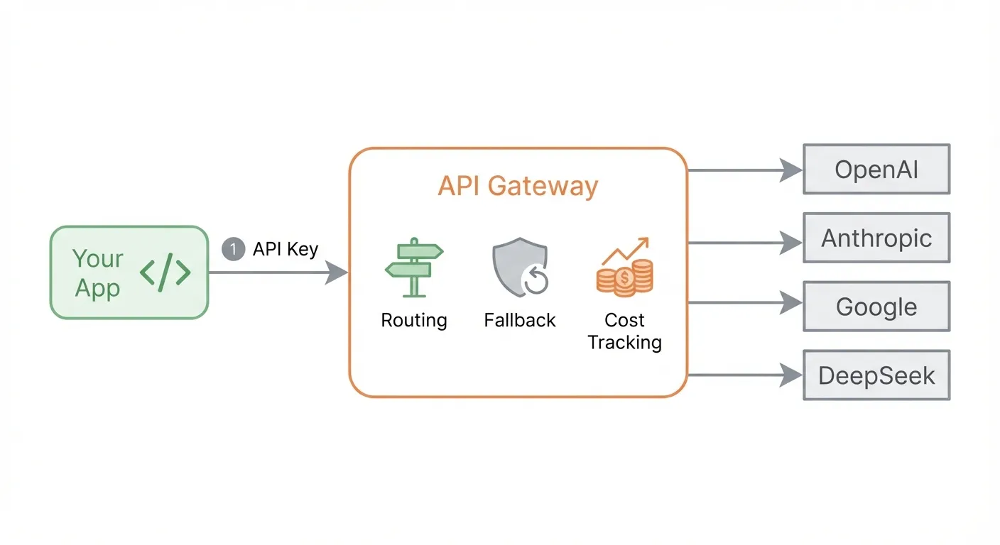 Your
App
1 API Key
API Gateway
Routing
Fallback
Cost
Tracking
$
OpenAI
Anthropic
Google
DeepSeek